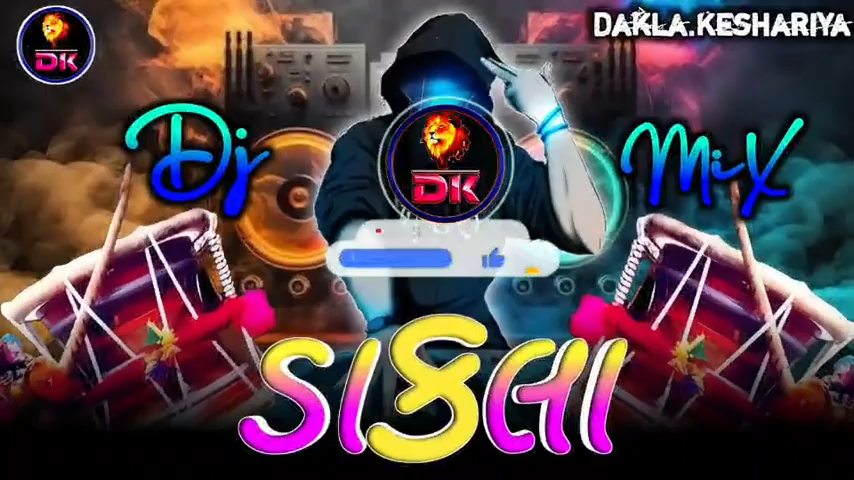 DK
DAKLA.KESHARIYA
Dj
MiX
DK
ડાકલા